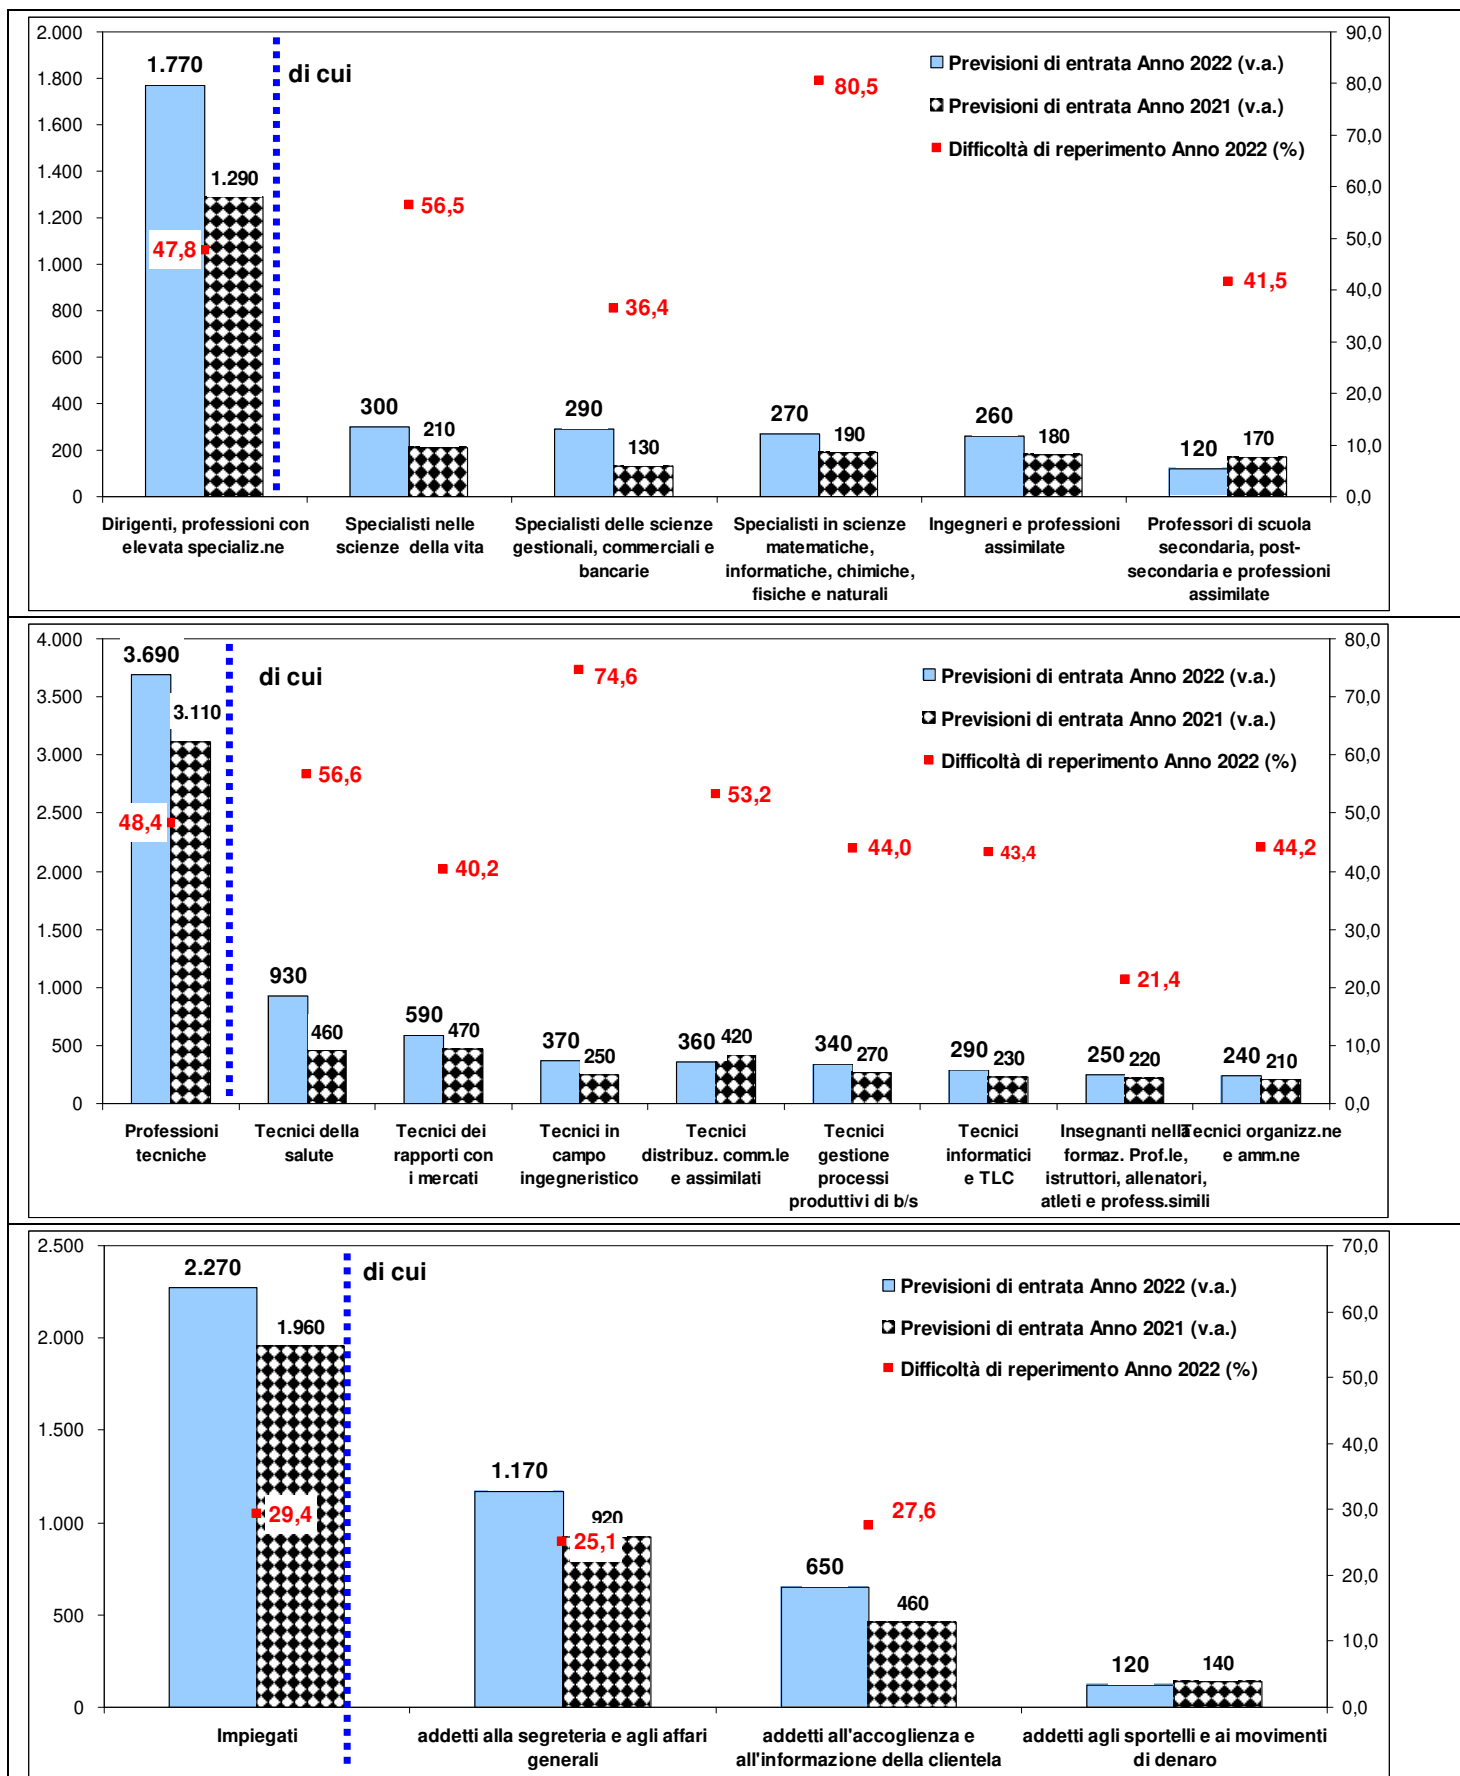 2.000
1.800
1.600
1.400
1.200
1.000
800
600
400
200
0
90,0
80,0
70,0
60,0
50,0
40,0
30,0
20,0
10,0
0,0
di cui
Previsioni di entrata Anno 2022 (v.a.)
Previsioni di entrata Anno 2021 (v.a.)
Difficoltà di reperimento Anno 2022 (%)
1.770
1.290
47,8
300
210
56,5
290
130
36,4
270
190
80,5
260
180
120
170
41,5
Dirigenti, professioni con
elevata specializ.ne
Specialisti nelle
scienze della vita
Specialisti delle scienze
gestionali, commerciali e
bancarie
Specialisti in scienze
matematiche,
informatiche, chimiche,
fisiche e naturali
Ingegneri e professioni
assimilate
Professori di scuola
secondaria, post-
secondaria e professioni
assimilate
4.000
3.500
3.000
2.500
2.000
1.500
1.000
500
0
80,0
70,0
60,0
50,0
40,0
30,0
20,0
10,0
0,0
di cui
Previsioni di entrata Anno 2022 (v.a.)
Previsioni di entrata Anno 2021 (v.a.)
Difficoltà di reperimento Anno 2022 (%)
3.690
3.110
48,4
930
460
56,6
590
470
40,2
370
250
74,6
360
420
53,2
340
270
44,0
290
230
43,4
250
220
21,4
240
210
44,2
Professioni
tecniche
Tecnici della
salute
Tecnici dei
rapporti con
i mercati
Tecnici in
campo
ingegneristico
Tecnici
distribuz. comm.le
e assimilati
Tecnici
gestione
processi
produttivi di b/s
Tecnici
informatici
e TLC
Insegnanti nella
formaz. Prof.le,
istruttori, allenatori,
atleti e profess.simili
Tecnici organizz.ne
e amm.ne
2.500
2.000
1.500
1.000
500
0
70,0
60,0
50,0
40,0
30,0
20,0
10,0
0,0
di cui
Previsioni di entrata Anno 2022 (v.a.)
Previsioni di entrata Anno 2021 (v.a.)
Difficoltà di reperimento Anno 2022 (%)
2.270
1.960
29,4
1.170
920
25,1
650
460
27,6
120
140
Impiegati
addetti alla segreteria e agli affari
generali
addetti all'accoglienza e
all'informazione della clientela
addetti agli sportelli e ai movimenti
di denaro